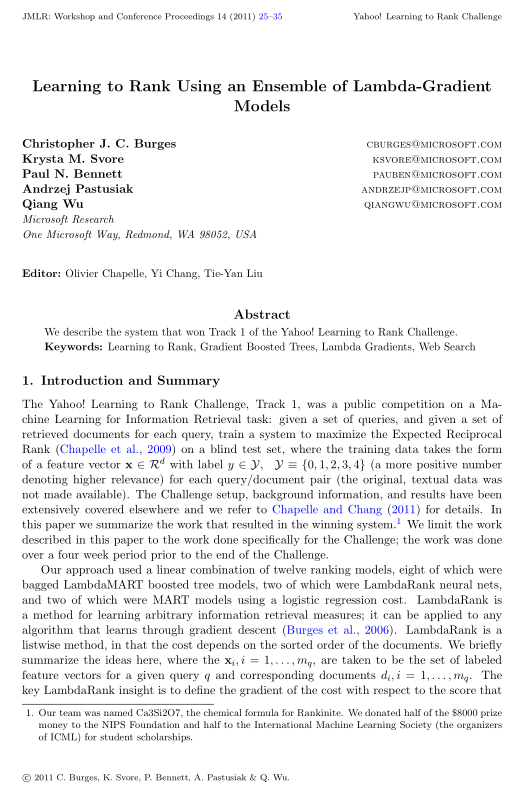 JMLR: Workshop and Conference Proceedings 14 (2011) 25–35 Yahoo! Learning to Rank Challenge
Learning to Rank Using an Ensemble of Lambda-Gradient
Models
Christopher J. C. Burges cburges@microsoft.com
Krysta M. Svore ksvore@microsoft.com
Paul N. Bennett pauben@microsoft.com
Andrzej Pastusiak andrzejp@microsoft.com
Qiang Wu qiangwu@microsoft.com
Microsoft Research
One Microsoft Way, Redmond, WA 98052, USA
Editor: Olivier Chapelle, Yi Chang, Tie-Yan Liu
Abstract
We describe the system that won Track 1 of the Yahoo! Learning to Rank Challenge.
Keywords: Learning to Rank, Gradient Boosted Trees, Lambda Gradients, Web Search
1. Introduction and Summary
The Yahoo! Learning to Rank Challenge, Track 1, was a public competition on a Ma-
chine Learning for Information Retrieval task: given a set of queries, and given a set of
retrieved documents for each query, train a system to maximize the Expected Reciprocal
Rank (Chapelle et al., 2009) on a blind test set, where the training data takes the form
of a feature vector x ∈ R^d with label y ∈ Y, Y ≡ {0, 1, 2, 3, 4} (a more positive number
denoting higher relevance) for each query/document pair (the original, textual data was
not made available). The Challenge setup, background information, and results have been
extensively covered elsewhere and we refer to Chapelle and Chang (2011) for details. In
this paper we summarize the work that resulted in the winning system.1 We limit the work
described in this paper to the work done specifically for the Challenge; the work was done
over a four week period prior to the end of the Challenge.
Our approach used a linear combination of twelve ranking models, eight of which were
bagged LambdaMART boosted tree models, two of which were LambdaRank neural nets,
and two of which were MART models using a logistic regression cost. LambdaRank is
a method for learning arbitrary information retrieval measures; it can be applied to any
algorithm that learns through gradient descent (Burges et al., 2006). LambdaRank is a
listwise method, in that the cost depends on the sorted order of the documents. We briefly
summarize the ideas here, where the x_i, i = 1, . . . , m_q, are taken to be the set of labeled
feature vectors for a given query q and corresponding documents d_i, i = 1, . . . , m_q. The
key LambdaRank insight is to define the gradient of the cost with respect to the score that
1. Our team was named Ca3Si2O7, the chemical formula for Rankinite. We donated half of the $8000 prize
money to the NIPS Foundation and half to the International Machine Learning Society (the organizers
of ICML) for student scholarships.
© 2011 C. Burges, K. Svore, P. Bennett, A. Pastusiak & Q. Wu.